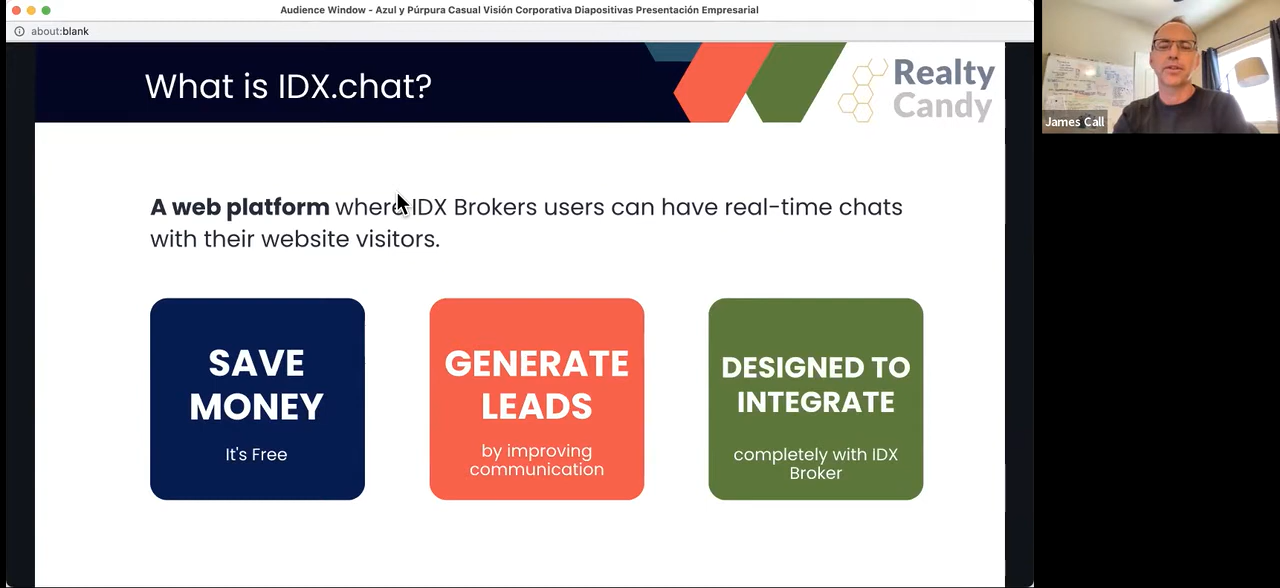 Audience Window - Azul y Púrpura Casual Visión Corporativa Diapositivas Presentación Empresarial
about:blank
What is IDX.chat?
Realty
Candy
James Call
A web platform where IDX Brokers users can have real-time chats
with their website visitors.
SAVE
MONEY
It's Free
GENERATE
LEADS
by improving
communication
DESIGNED TO
INTEGRATE
completely with IDX
Broker